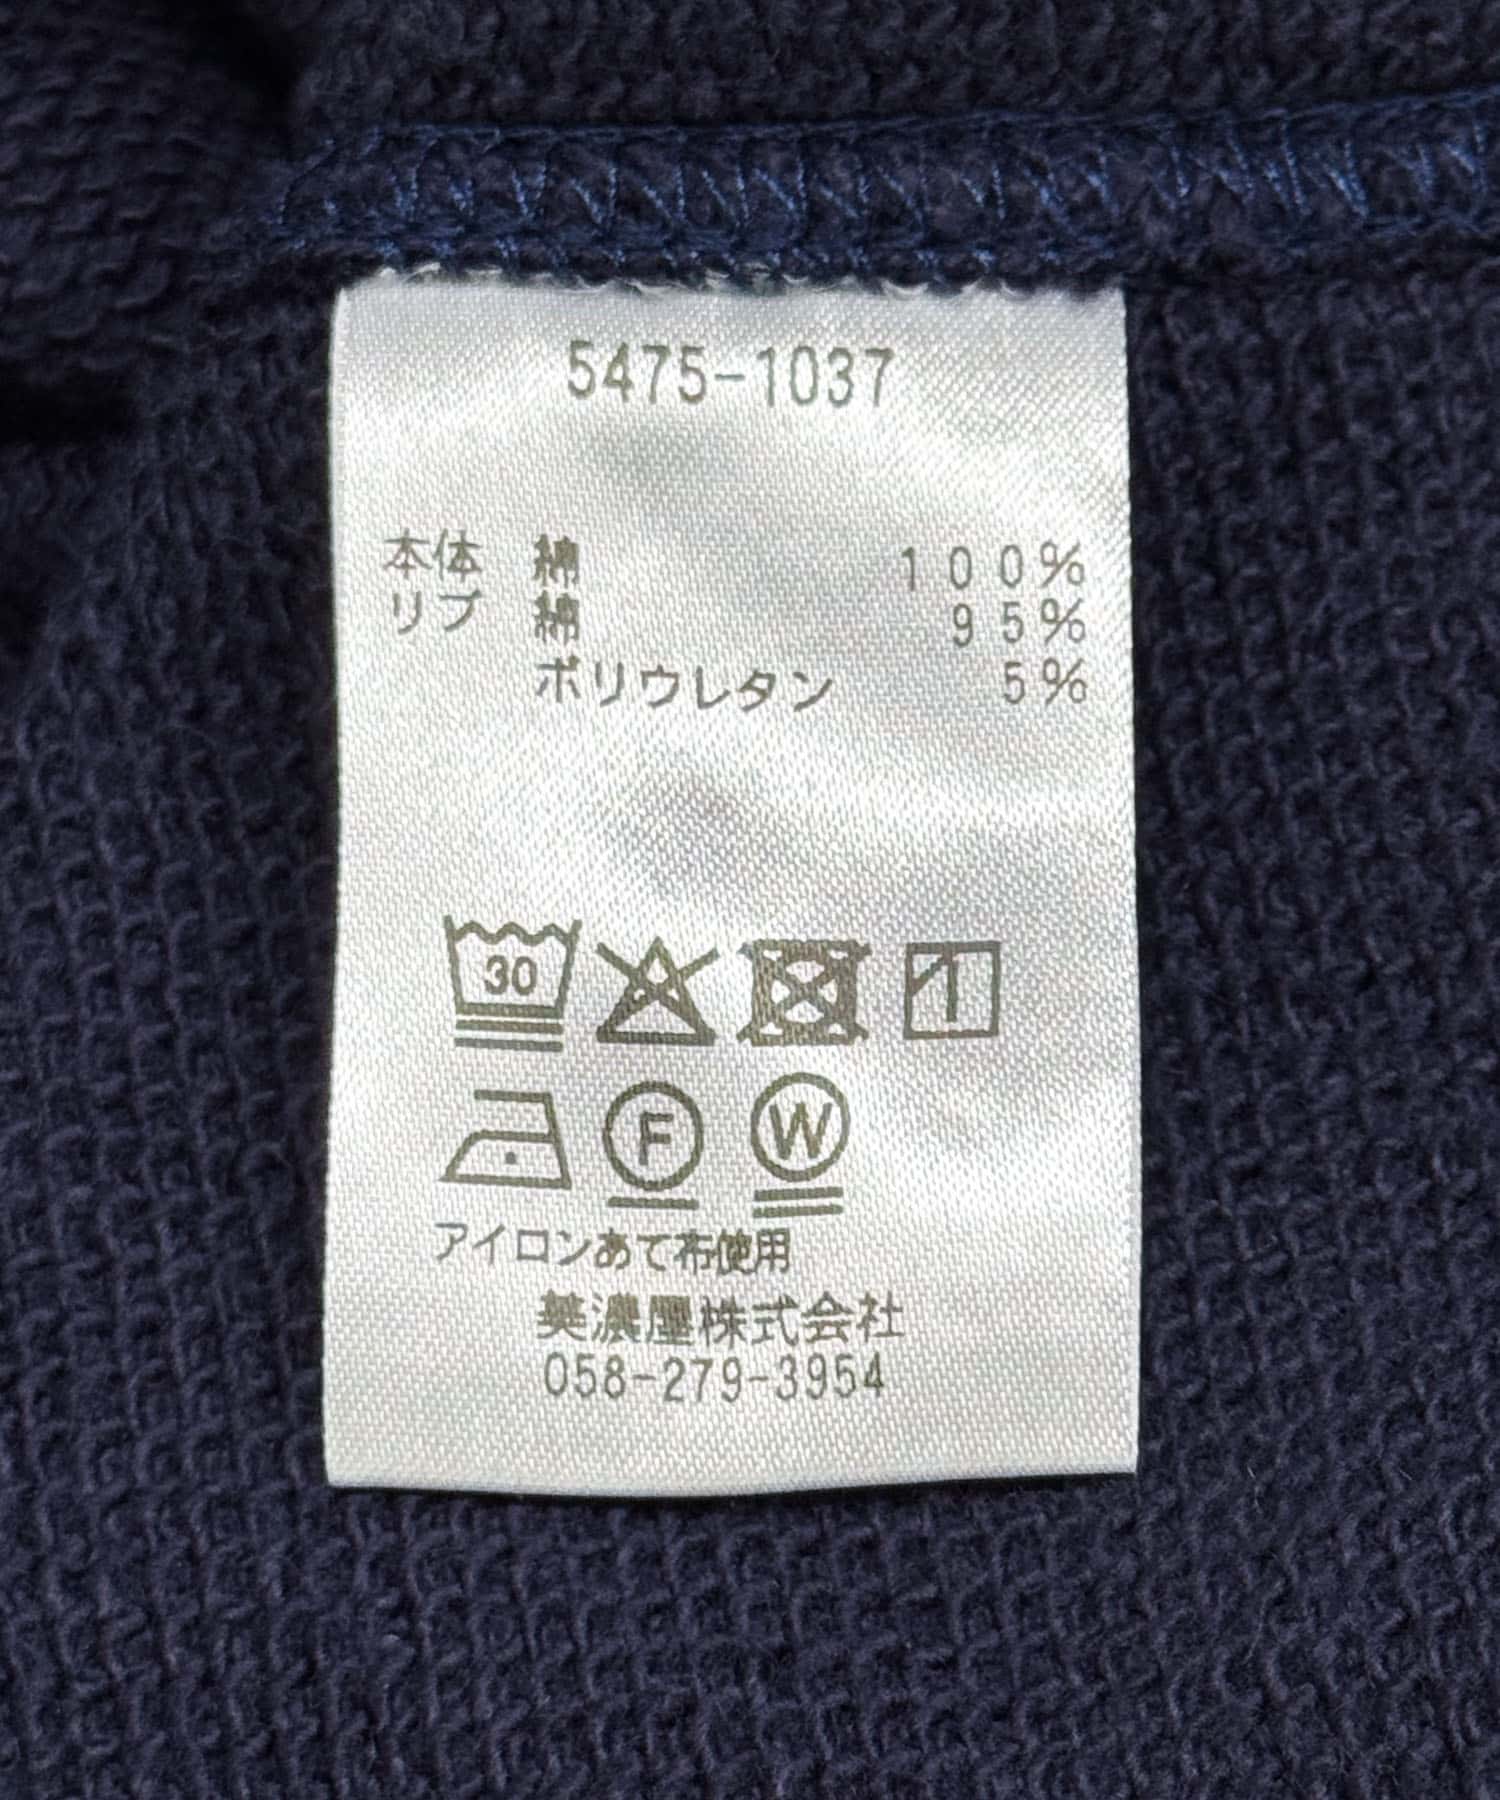 5475-1037
本体 綿 100%
リブ 綿 95%
ポリウレタン 5%
30
F W
アイロンあて布使用
美濃屋株式会社
058-279-3954